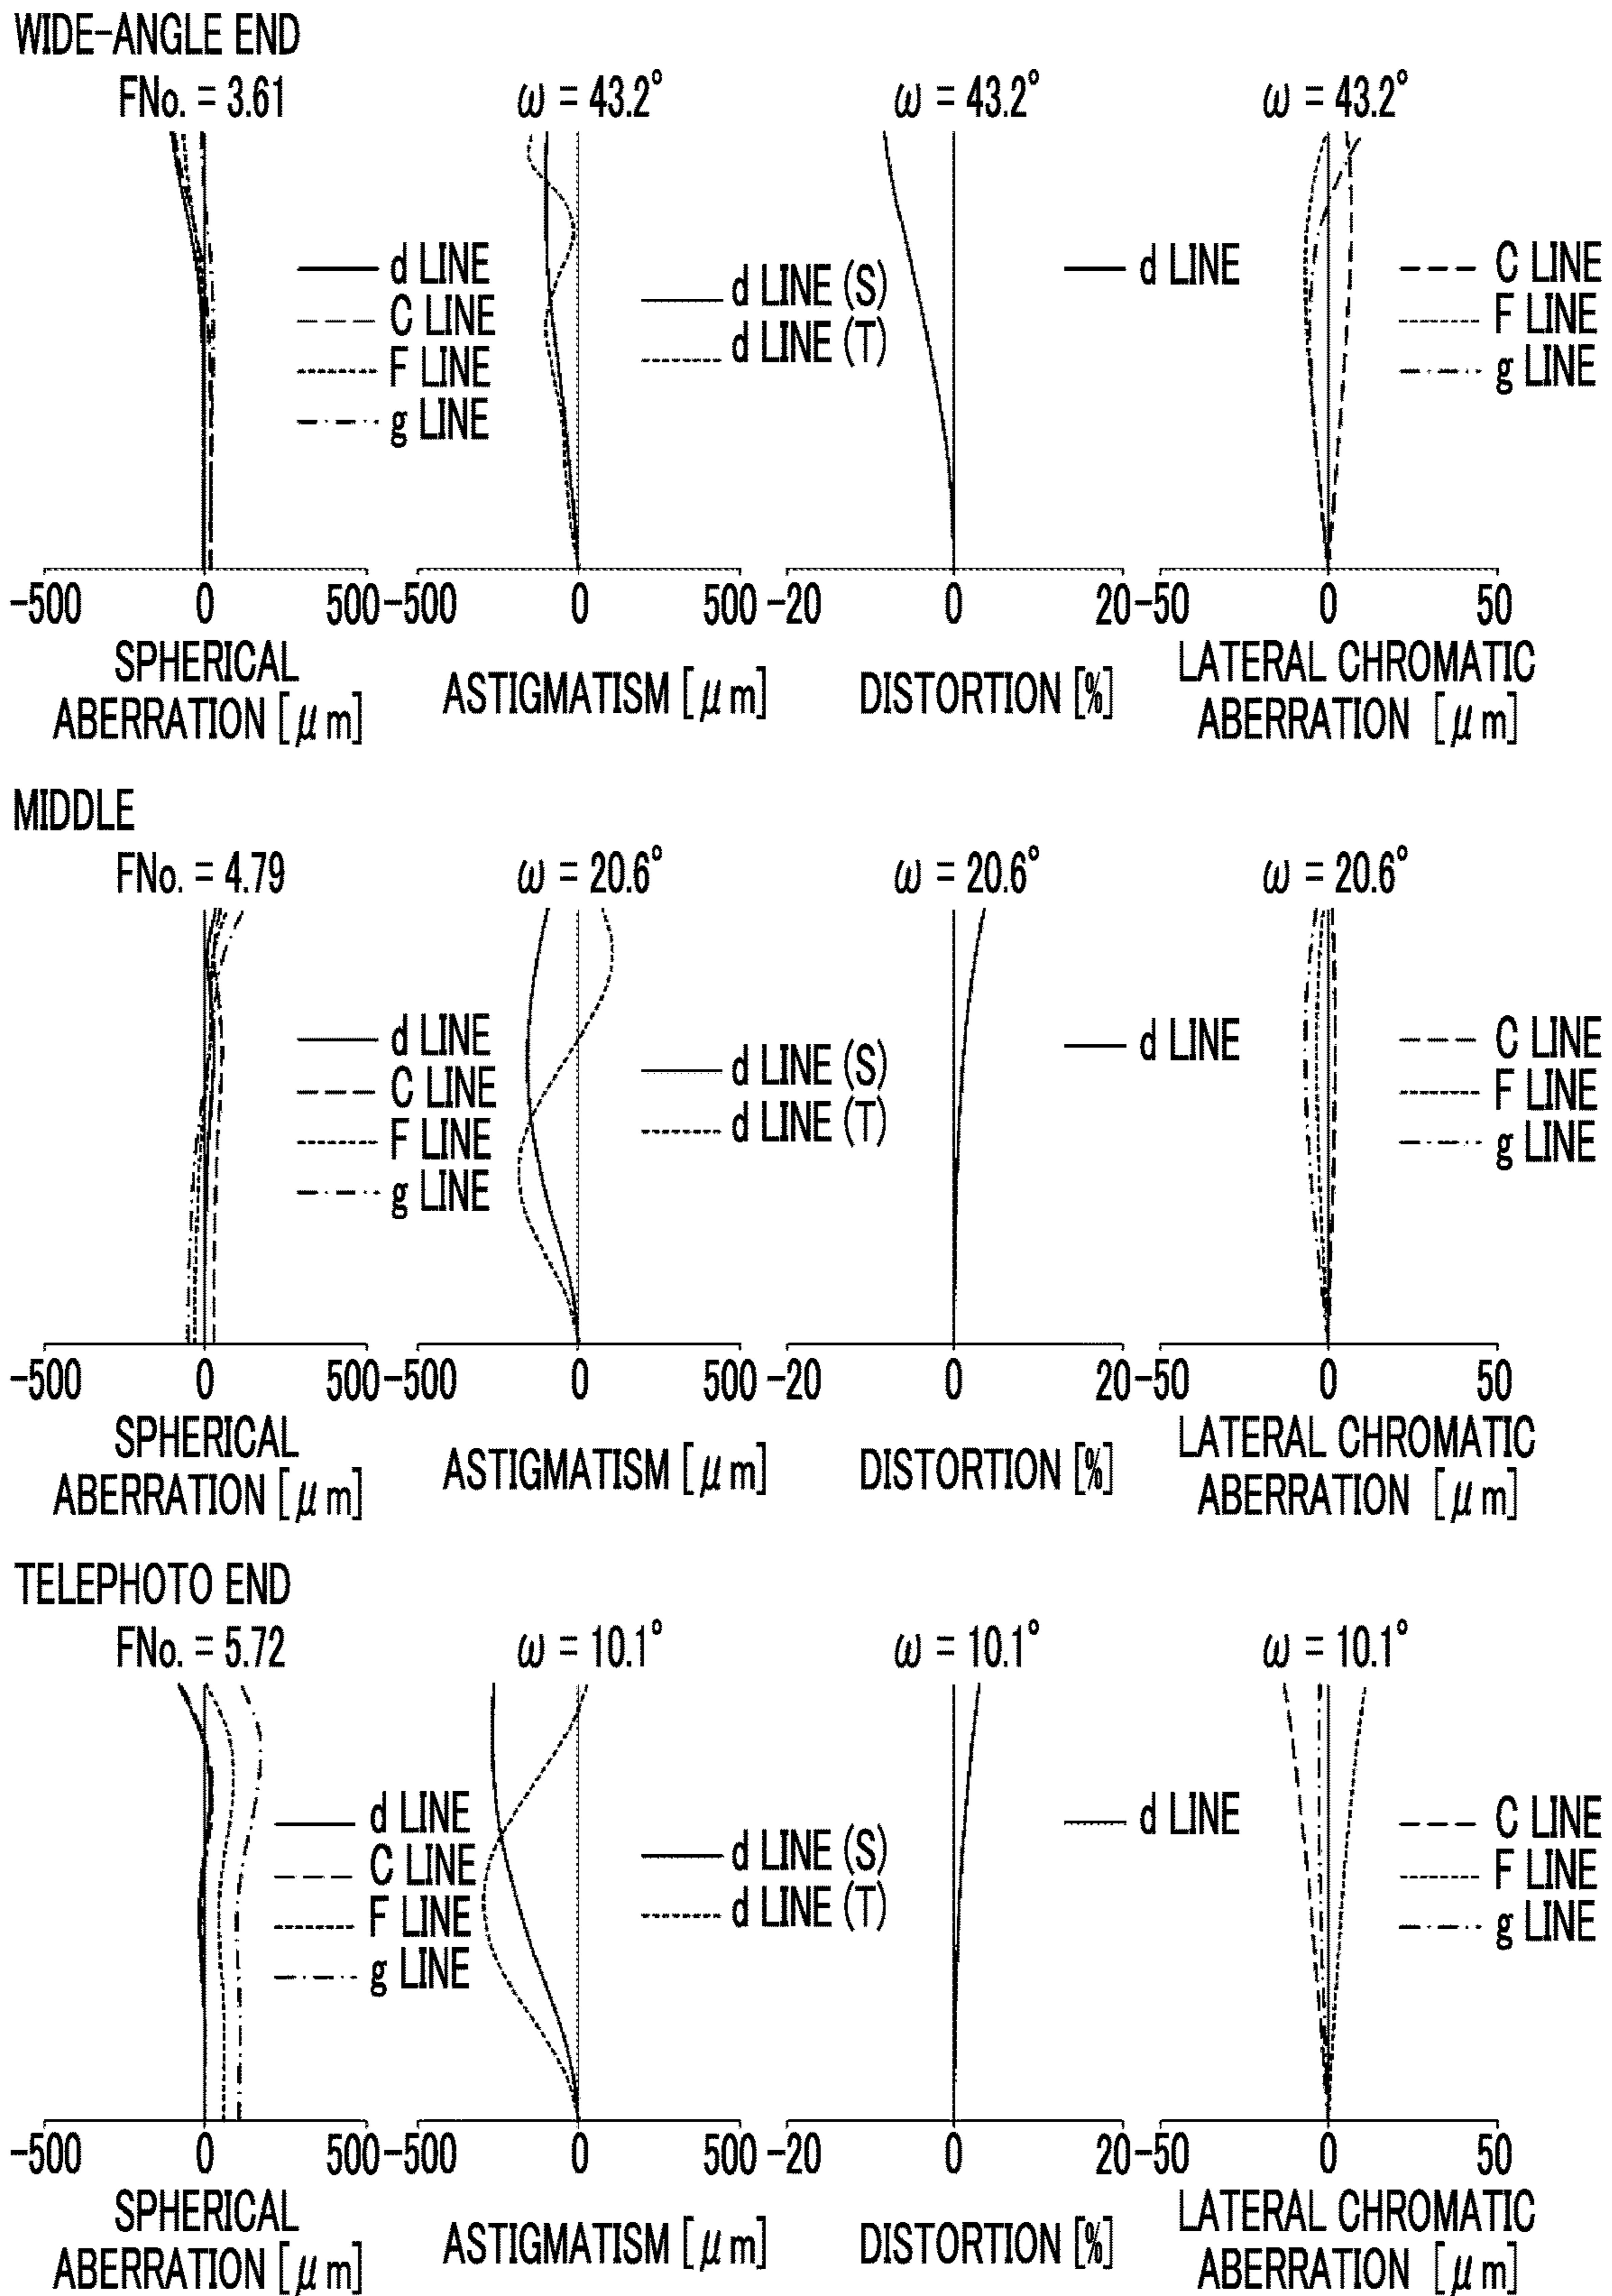 WIDE-ANGLE END
FNo. = 3.61 ω = 43.2° ω = 43.2° ω = 43.2°
d LINE
C LINE
F LINE
g LINE
d LINE (S)
d LINE (T)
d LINE
C LINE
F LINE
g LINE
-500 0 500 -500 0 500 -20 0 20 -50 0 50
SPHERICAL
ABERRATION [μm]
ASTIGMATISM [μm]
DISTORTION [%]
LATERAL CHROMATIC
ABERRATION [μm]
MIDDLE
FNo. = 4.79 ω = 20.6° ω = 20.6° ω = 20.6°
d LINE
C LINE
F LINE
g LINE
d LINE (S)
d LINE (T)
d LINE
C LINE
F LINE
g LINE
-500 0 500 -500 0 500 -20 0 20 -50 0 50
SPHERICAL
ABERRATION [μm]
ASTIGMATISM [μm]
DISTORTION [%]
LATERAL CHROMATIC
ABERRATION [μm]
TELEPHOTO END
FNo. = 5.72 ω = 10.1° ω = 10.1° ω = 10.1°
d LINE
C LINE
F LINE
g LINE
d LINE (S)
d LINE (T)
d LINE
C LINE
F LINE
g LINE
-500 0 500 -500 0 500 -20 0 20 -50 0 50
SPHERICAL
ABERRATION [μm]
ASTIGMATISM [μm]
DISTORTION [%]
LATERAL CHROMATIC
ABERRATION [μm]